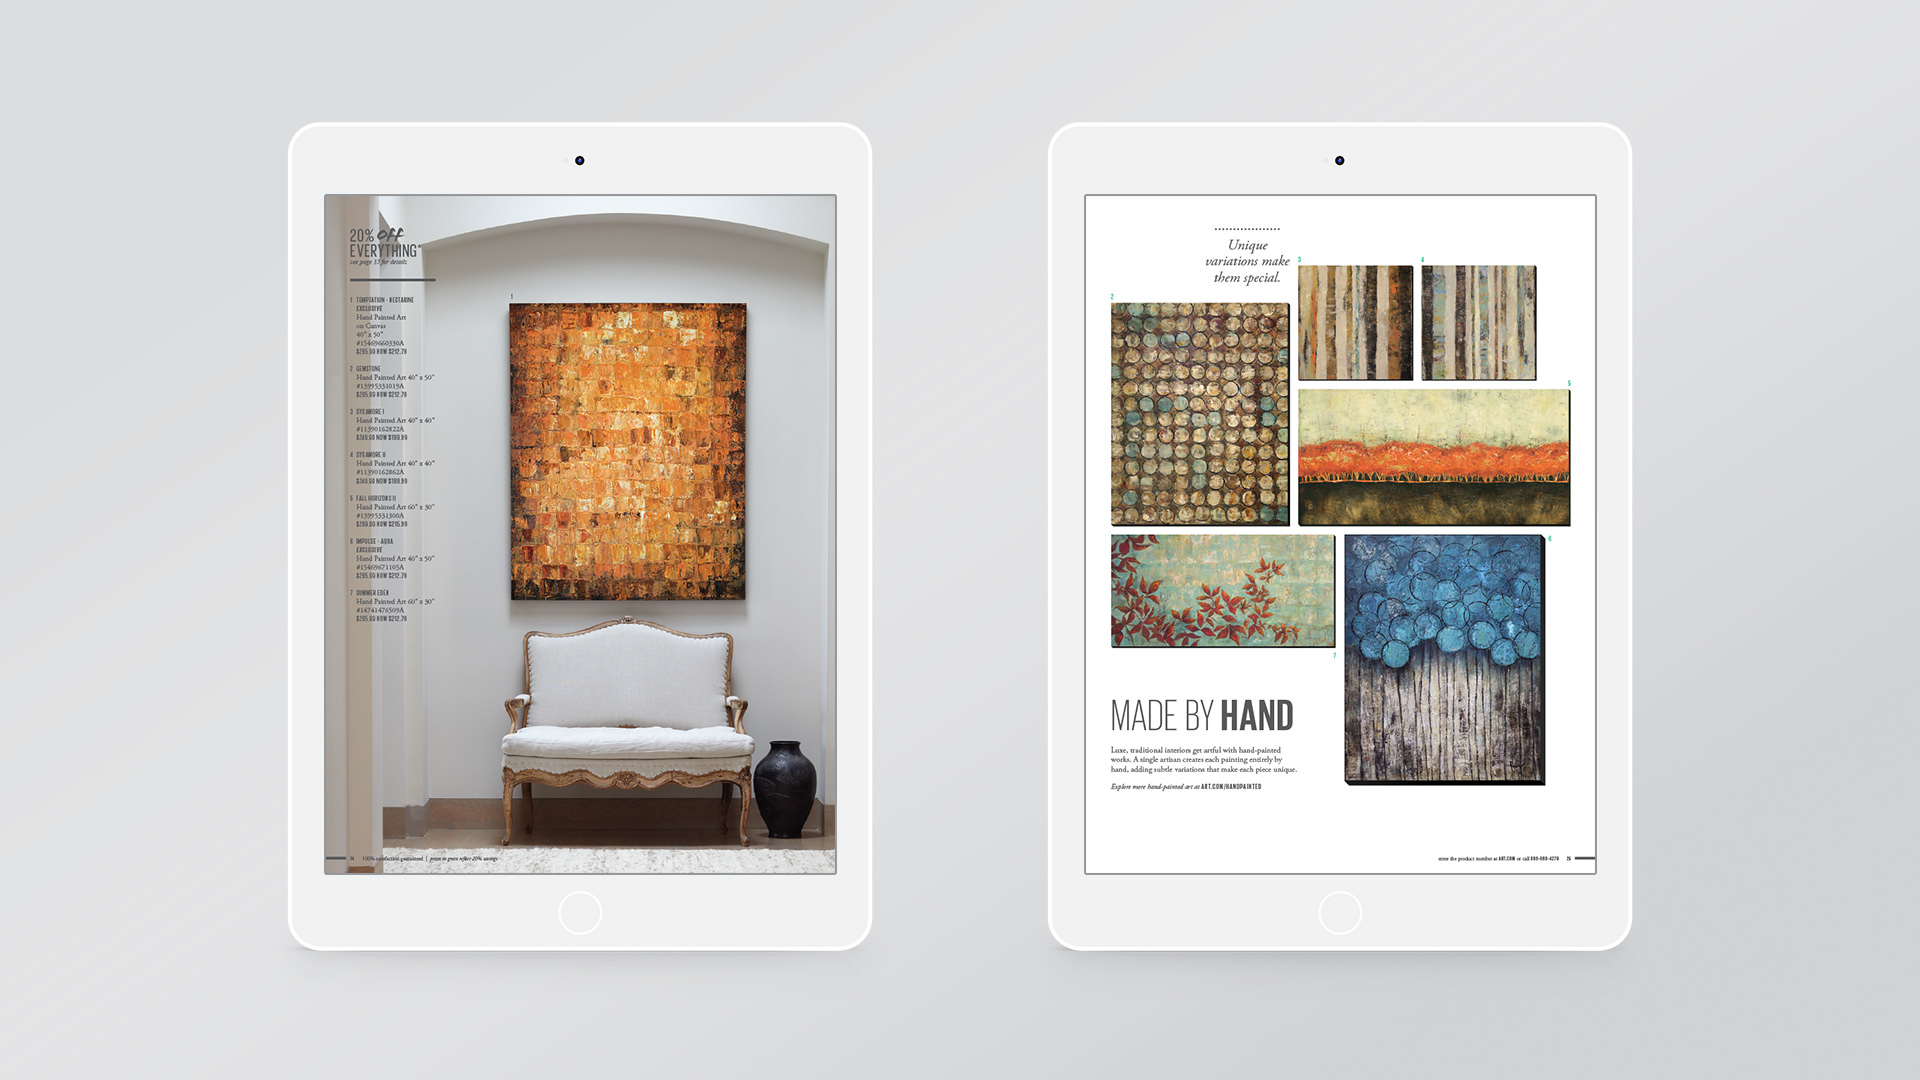 20% off
EVERYTHING*
see page 33 for details
1
1 TEMPTATION - NECTARINE
EXCLUSIVE
Hand Painted Art
on Canvas
40" x 50"
#15469660330A
$265.99 NOW $212.79
2 GEMSTONE
Hand Painted Art 40" x 50"
#13995331019A
$265.99 NOW $212.79
3 SYCAMORE I
Hand Painted Art 40" x 40"
#11390162822A
$249.99 NOW $199.99
4 SYCAMORE II
Hand Painted Art 40" x 40"
#11390162862A
$249.99 NOW $199.99
5 FALL HORIZONS II
Hand Painted Art 60" x 30"
#13995331300A
$269.99 NOW $215.99
6 IMPULSE - AQUA
EXCLUSIVE
Hand Painted Art 40" x 50"
#15469671105A
$265.99 NOW $212.79
7 SUMMER EDEN
Hand Painted Art 60" x 30"
#14741476509A
$265.99 NOW $212.79
24 100% satisfaction guaranteed | prices in green reflect 20% savings
Unique
variations make
them special.
2
3
4
5
6
7
MADE BY HAND
Luxe, traditional interiors get artful with hand-painted
works. A single artisan creates each painting entirely by
hand, adding subtle variations that make each piece unique.
Explore more hand-painted art at ART.COM/HANDPAINTED
enter the product number at ART.COM or call